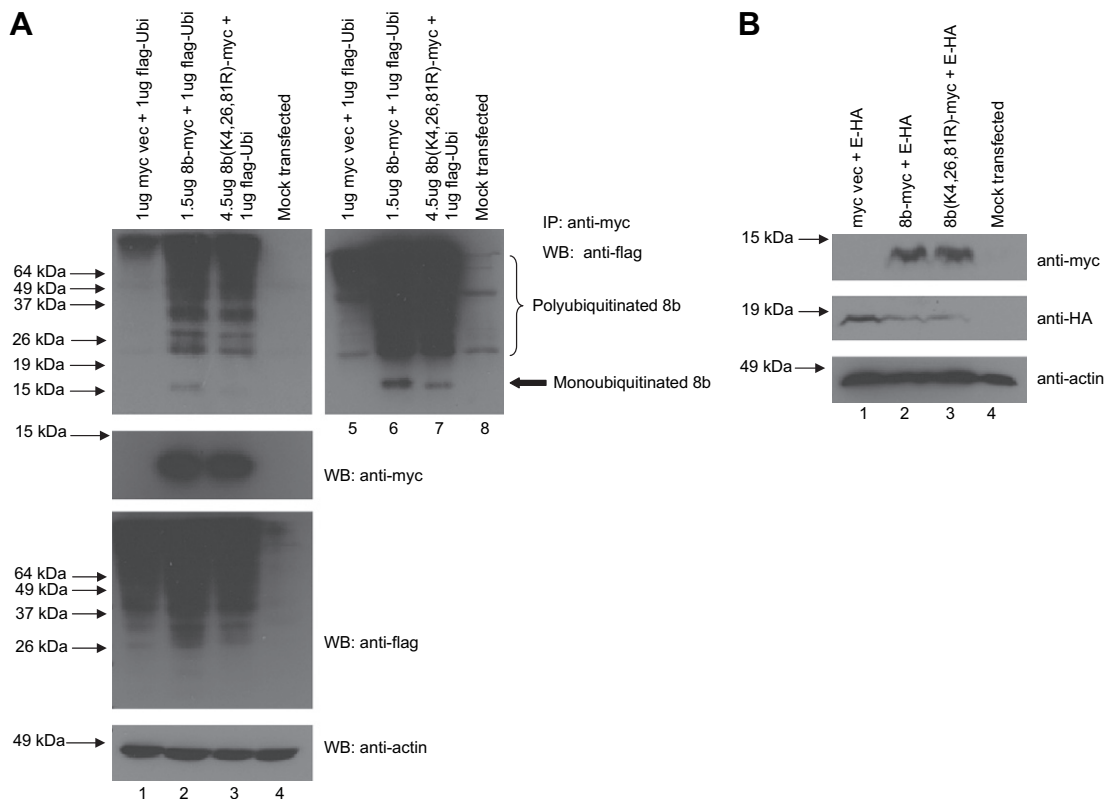 A
1ug myc vec + 1ug flag-Ubi
1.5ug 8b-myc + 1ug flag-Ubi
4.5ug 8b(K4,26,81R)-myc +
1ug flag-Ubi
Mock transfected
1ug myc vec + 1ug flag-Ubi
1.5ug 8b-myc + 1ug flag-Ubi
4.5ug 8b(K4,26,81R)-myc +
1ug flag-Ubi
Mock transfected
IP: anti-myc
WB: anti-flag
64 kDa
49 kDa
37 kDa
26 kDa
19 kDa
15 kDa
Polyubiquitinated 8b
Monoubiquitinated 8b
5 6 7 8
15 kDa
WB: anti-myc
64 kDa
49 kDa
37 kDa
26 kDa
WB: anti-flag
49 kDa
WB: anti-actin
1 2 3 4
B
myc vec + E-HA
8b-myc + E-HA
8b(K4,26,81R)-myc + E-HA
Mock transfected
15 kDa
anti-myc
19 kDa
anti-HA
49 kDa
anti-actin
1 2 3 4